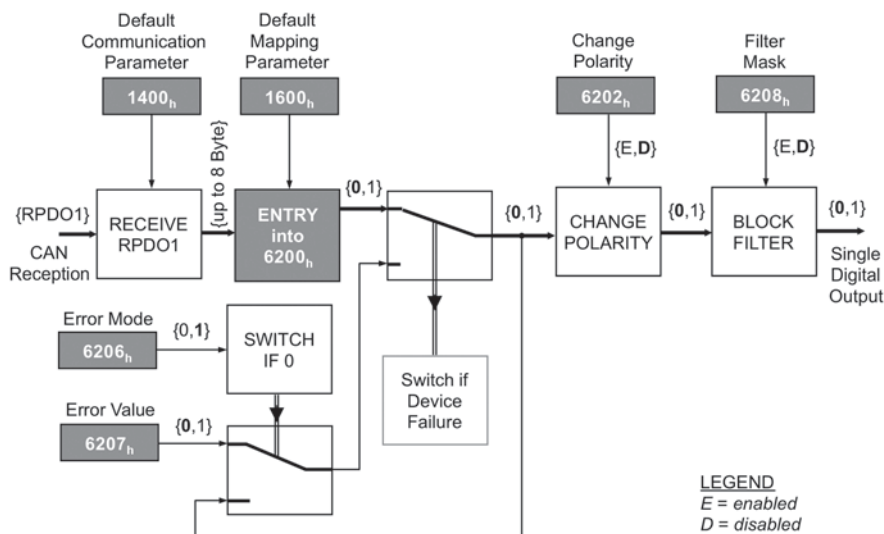 Default
Communication
Parameter
1400h
Default
Mapping
Parameter
1600h
Change
Polarity
6202h
Filter
Mask
6208h
{RPDO1}
CAN
Reception
RECEIVE
RPDO1
{up to 8 Byte}
ENTRY
into
6200h
{0,1}
{0,1}
{E,D}
CHANGE
POLARITY
{0,1}
{E,D}
BLOCK
FILTER
{0,1}
Single
Digital
Output
Error Mode
6206h
{0,1}
SWITCH
IF 0
Switch if
Device
Failure
Error Value
6207h
{0,1}
LEGEND
E = enabled
D = disabled